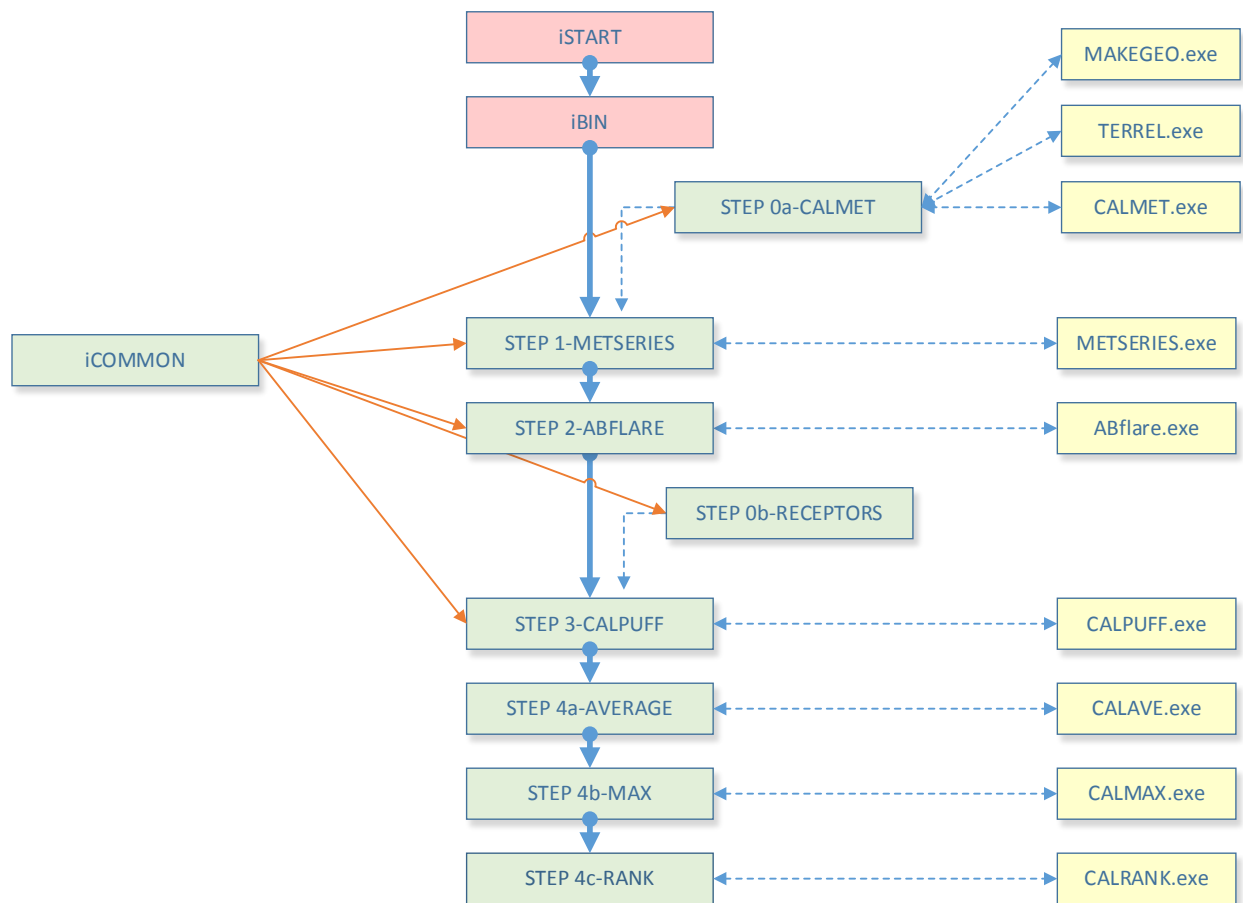 iSTART
MAKEGEO.exe
iBIN
TERREL.exe
STEP 0a-CALMET
CALMET.exe
iCOMMON
STEP 1-METSERIES
METSERIES.exe
STEP 2-ABFLARE
ABflare.exe
STEP 0b-RECEPTORS
STEP 3-CALPUFF
CALPUFF.exe
STEP 4a-AVERAGE
CALAVE.exe
STEP 4b-MAX
CALMAX.exe
STEP 4c-RANK
CALRANK.exe